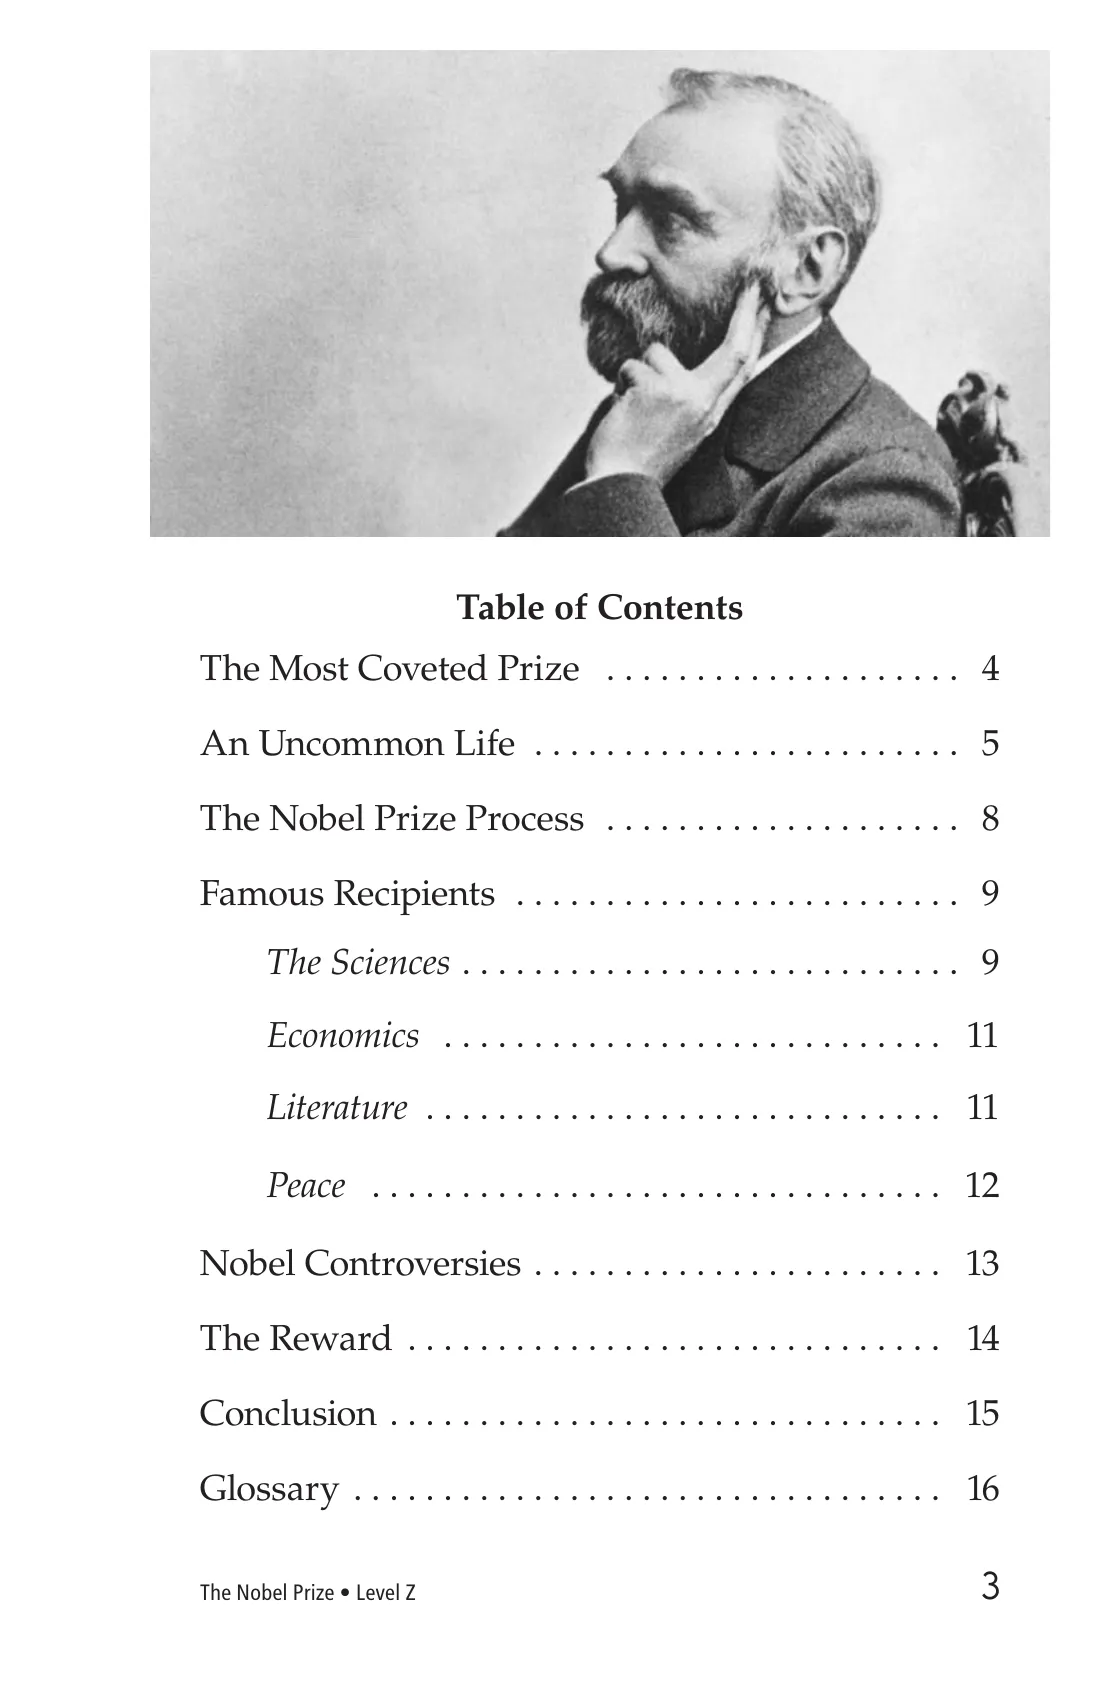 Table of Contents
The Most Coveted Prize . . . . . . . . . . . . . . . . . . . . 4
An Uncommon Life . . . . . . . . . . . . . . . . . . . . . . . . 5
The Nobel Prize Process . . . . . . . . . . . . . . . . . . . . 8
Famous Recipients . . . . . . . . . . . . . . . . . . . . . . . . . 9
The Sciences . . . . . . . . . . . . . . . . . . . . . . . . . . . . 9
Economics . . . . . . . . . . . . . . . . . . . . . . . . . . . . 11
Literature . . . . . . . . . . . . . . . . . . . . . . . . . . . . . 11
Peace . . . . . . . . . . . . . . . . . . . . . . . . . . . . . . . . 12
Nobel Controversies . . . . . . . . . . . . . . . . . . . . . . . 13
The Reward . . . . . . . . . . . . . . . . . . . . . . . . . . . . . . 14
Conclusion . . . . . . . . . . . . . . . . . . . . . . . . . . . . . . . 15
Glossary . . . . . . . . . . . . . . . . . . . . . . . . . . . . . . . . . 16
The Nobel Prize • Level Z 3